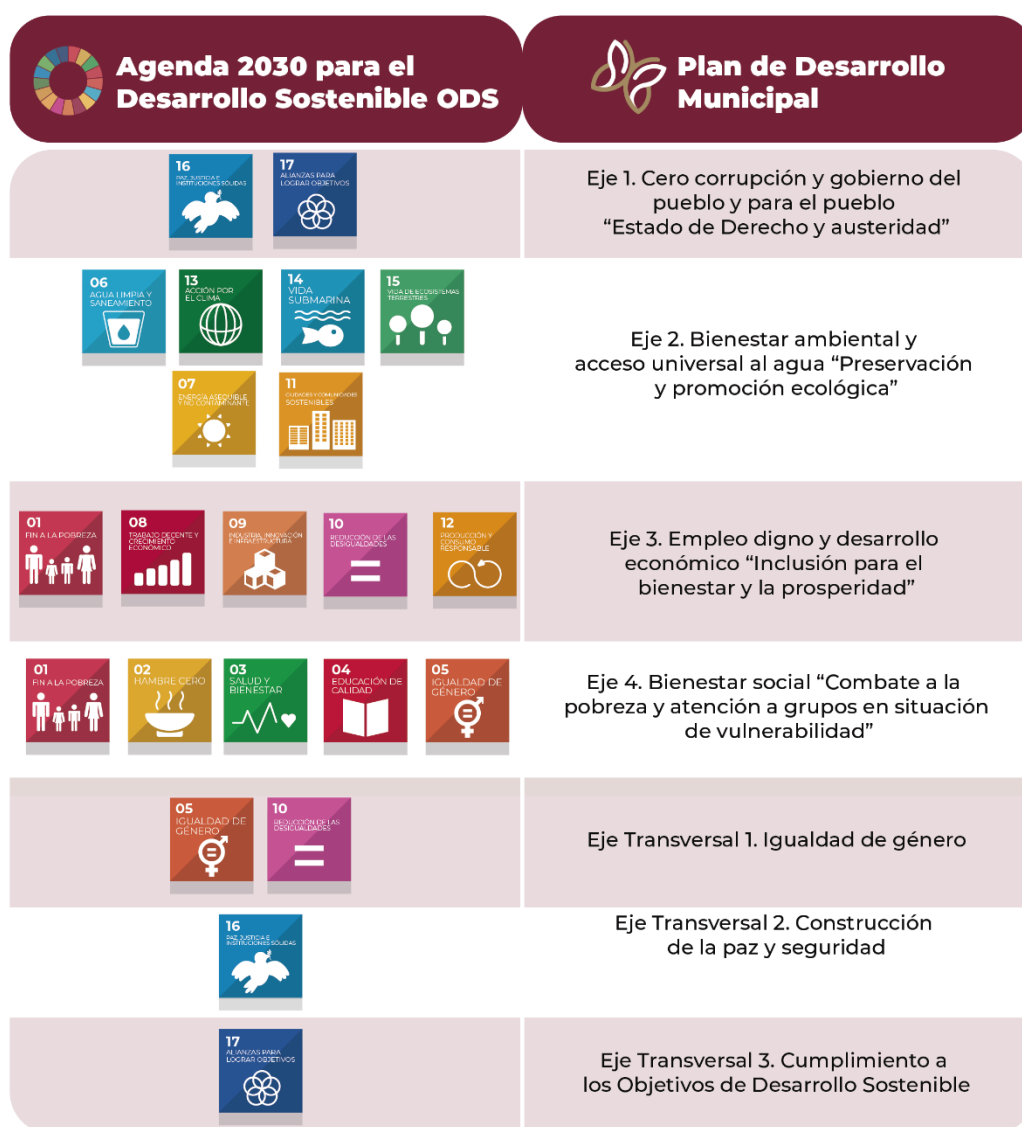 Agenda 2030 para el
Desarrollo Sostenible ODS
Plan de Desarrollo
Municipal
16
PAZ, JUSTICIA E
INSTITUCIONES SÓLIDAS
17
ALIANZAS PARA
LOGRAR OBJETIVOS
Eje 1. Cero corrupción y gobierno del
pueblo y para el pueblo
“Estado de Derecho y austeridad”
06
AGUA LIMPIA Y
SANEAMIENTO
13
ACCIÓN POR
EL CLIMA
14
VIDA
SUBMARINA
15
VIDA DE ECOSISTEMAS
TERRESTRES
07
ENERGÍA ASEQUIBLE
Y NO CONTAMINANTE
11
CIUDADES Y COMUNIDADES
SOSTENIBLES
Eje 2. Bienestar ambiental y
acceso universal al agua “Preservación
y promoción ecológica”
01
FIN A LA POBREZA
08
TRABAJO DECENTE Y
CRECIMIENTO
ECONÓMICO
09
INDUSTRIA, INNOVACIÓN
E INFRAESTRUCTURA
10
REDUCCIÓN DE LAS
DESIGUALDADES
12
PRODUCCIÓN Y
CONSUMO
RESPONSABLE
Eje 3. Empleo digno y desarrollo
económico “Inclusión para el
bienestar y la prosperidad”
01
FIN A LA POBREZA
02
HAMBRE CERO
03
SALUD Y
BIENESTAR
04
EDUCACIÓN DE
CALIDAD
05
IGUALDAD DE
GÉNERO
Eje 4. Bienestar social “Combate a la
pobreza y atención a grupos en situación
de vulnerabilidad”
05
IGUALDAD DE
GÉNERO
10
REDUCCIÓN DE LAS
DESIGUALDADES
Eje Transversal 1. Igualdad de género
16
PAZ, JUSTICIA E
INSTITUCIONES SÓLIDAS
Eje Transversal 2. Construcción
de la paz y seguridad
17
ALIANZAS PARA
LOGRAR OBJETIVOS
Eje Transversal 3. Cumplimiento a
los Objetivos de Desarrollo Sostenible